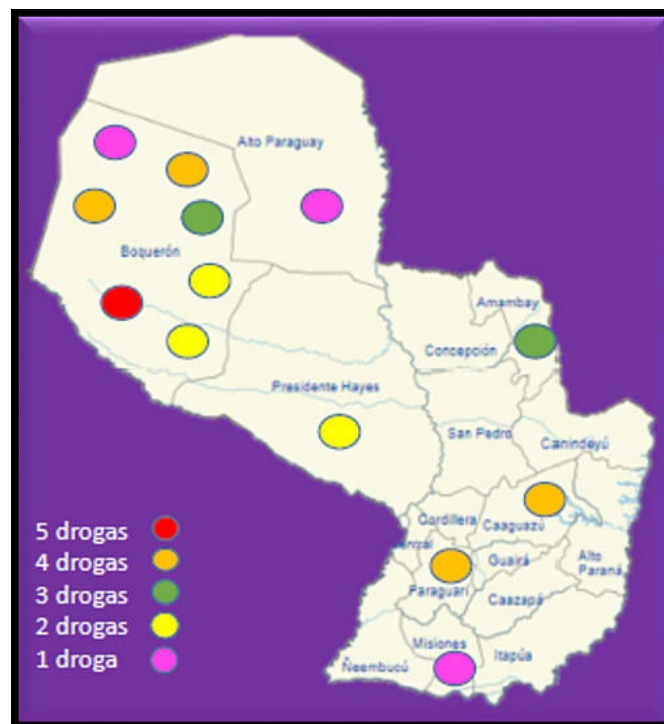 Alto Paraguay
Boquerón
Amambay
Concepción
Presidente Hayes
San Pedro
Canindeyú
Cordillera
Caaguazú
Guairá
Alto
Paraná
Paraguarí
Caazapá
Misiones
Itapúa
Ñeembucú
5 drogas
4 drogas
3 drogas
2 drogas
1 droga